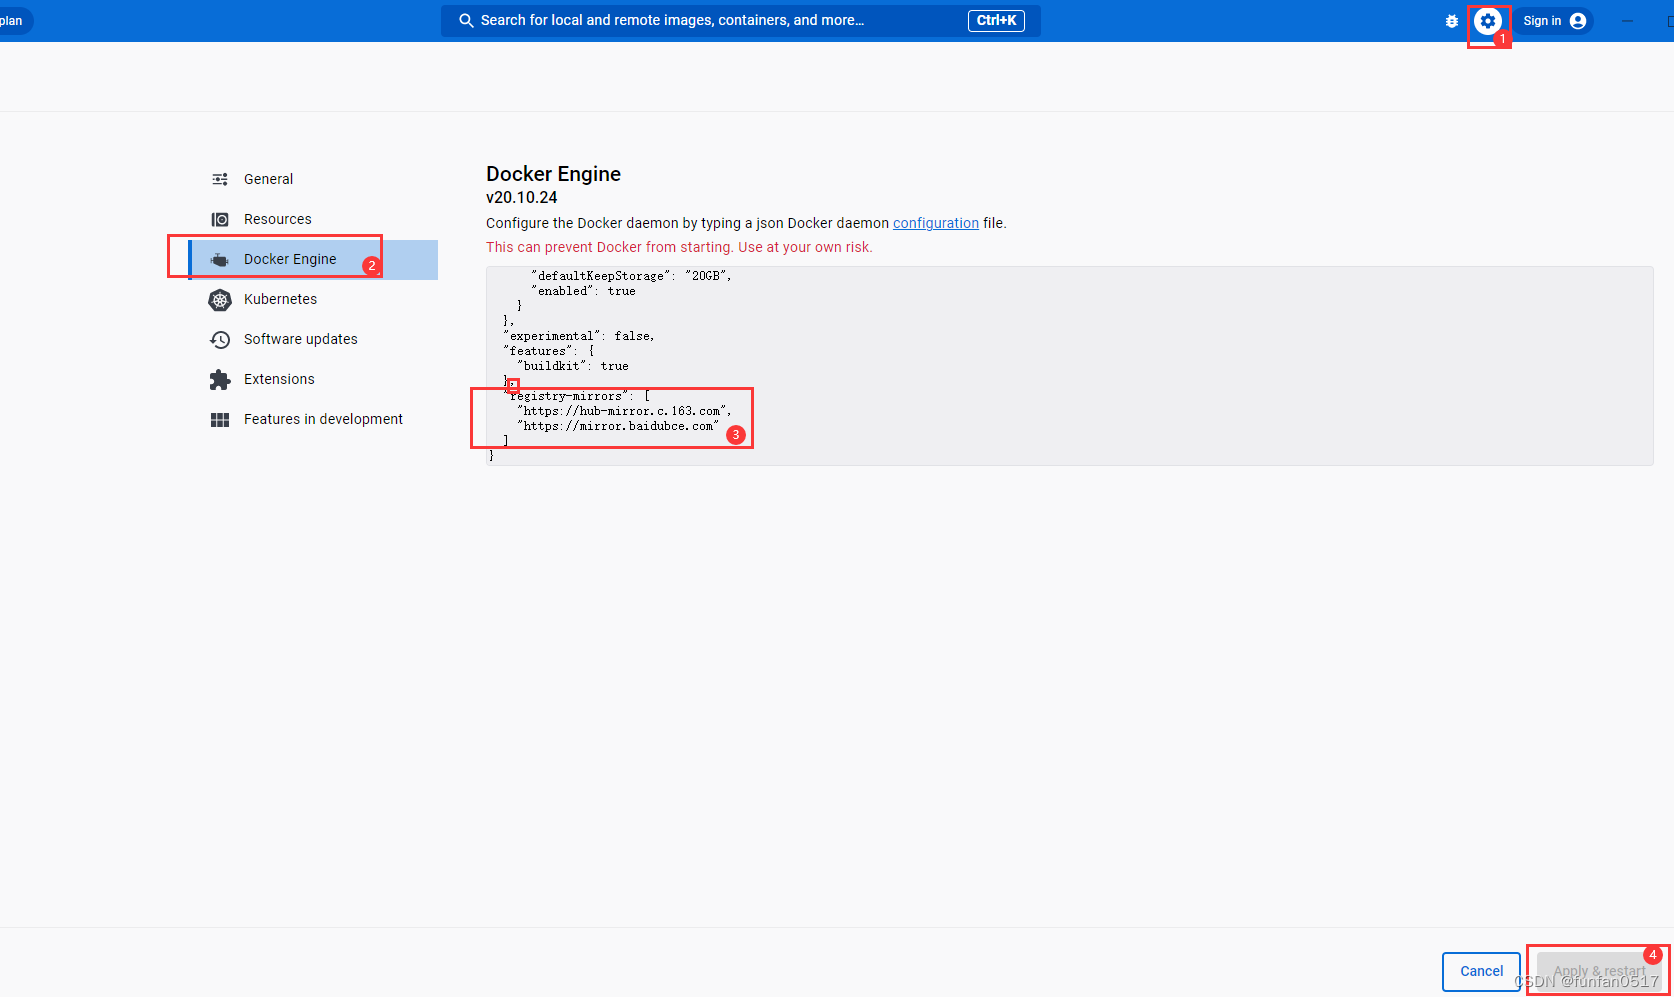 plan
Search for local and remote images, containers, and more...
Ctrl+K
Sign in
1
General
Resources
Docker Engine
2
Kubernetes
Software updates
Extensions
Features in development
Docker Engine
v20.10.24
Configure the Docker daemon by typing a json Docker daemon configuration file.
This can prevent Docker from starting. Use at your own risk.
"defaultKeepStorage": "20GB",
"enabled": true
}
},
"experimental": false,
"features": {
"buildkit": true
},
"registry-mirrors": [
"https://hub-mirror.c.163.com",
"https://mirror.baidubce.com"
]
}
3
Cancel
Apply & restart
4
CSDN @funfan0517